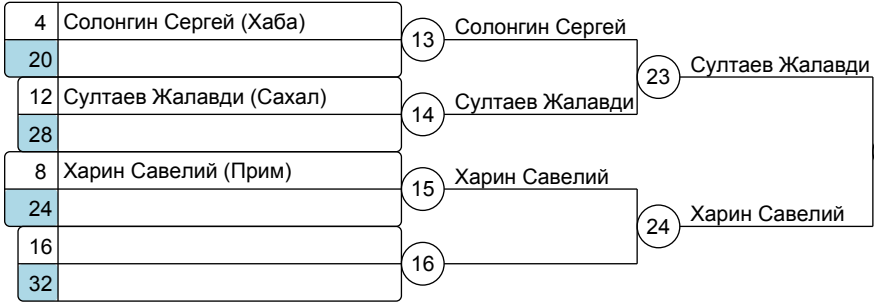 4 Солонгин Сергей (Хаба)
20
12 Султаев Жалавди (Сахал)
28
8 Харин Савелий (Прим)
24
16
32
13 Солонгин Сергей
14 Султаев Жалавди
15 Харин Савелий
16
23 Султаев Жалавди
24 Харин Савелий